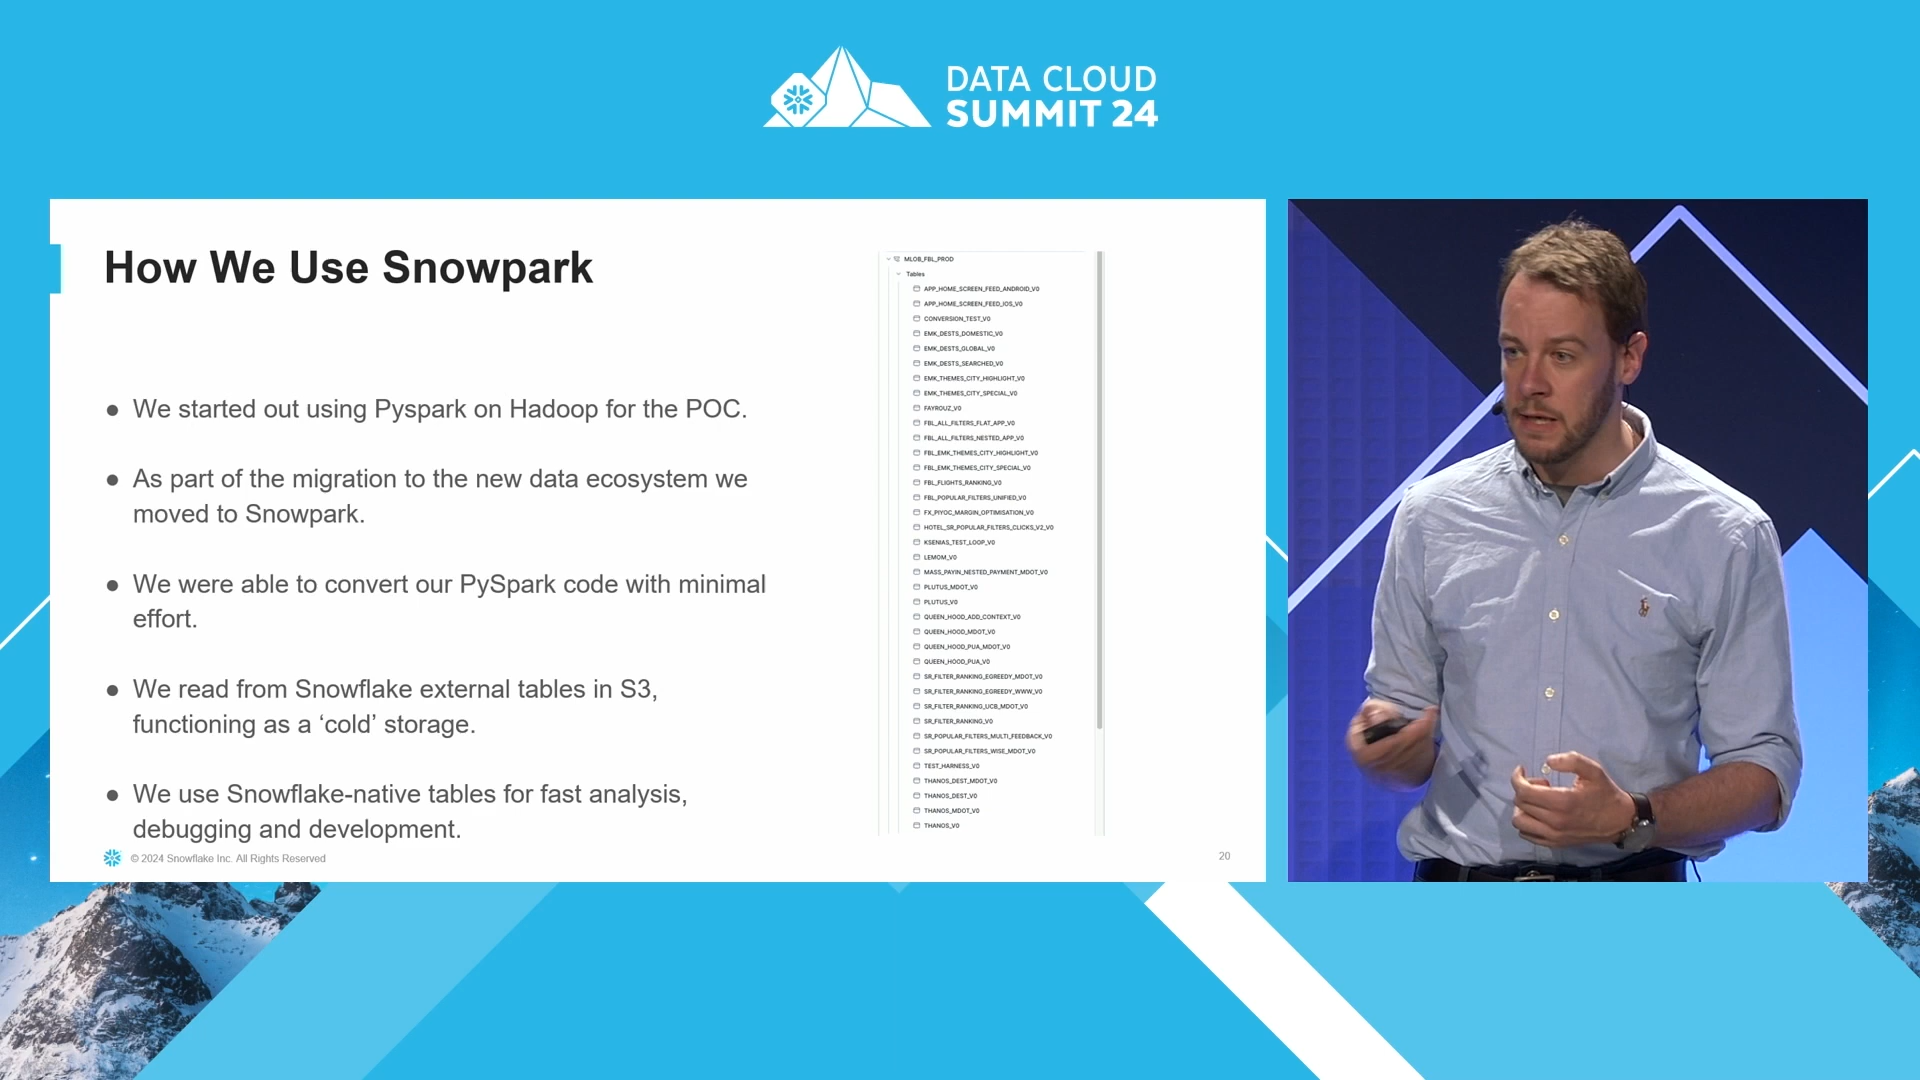 DATA CLOUD
SUMMIT 24
How We Use Snowpark
● We started out using Pyspark on Hadoop for the POC.
● As part of the migration to the new data ecosystem we
moved to Snowpark.
● We were able to convert our PySpark code with minimal
effort.
● We read from Snowflake external tables in S3,
functioning as a ‘cold’ storage.
● We use Snowflake-native tables for fast analysis,
debugging and development.
MLOB_FBL_PROD
Tables
APP_HOME_SCREEN_FEED_ANDROID_V0
APP_HOME_SCREEN_FEED_IOS_V0
CONVERSION_TEST_V0
EMK_DESTS_DOMESTIC_V0
EMK_DESTS_GLOBAL_V0
EMK_DESTS_SEARCHED_V0
EMK_THEMES_CITY_HIGHLIGHT_V0
EMK_THEMES_CITY_SPECIAL_V0
FAYROUZ_V0
FBL_ALL_FILTERS_FLAT_APP_V0
FBL_ALL_FILTERS_NESTED_APP_V0
FBL_EMK_THEMES_CITY_HIGHLIGHT_V0
FBL_EMK_THEMES_CITY_SPECIAL_V0
FBL_FLIGHTS_RANKING_V0
FBL_POPULAR_FILTERS_UNIFIED_V0
FX_PIYOC_MARGIN_OPTIMISATION_V0
HOTEL_SR_POPULAR_FILTERS_CLICKS_V2_V0
KSENIAS_TEST_LOOP_V0
LEMOM_V0
MASS_PAYIN_NESTED_PAYMENT_MDOT_V0
PLUTUS_MDOT_V0
PLUTUS_V0
QUEEN_HOOD_ADD_CONTEXT_V0
QUEEN_HOOD_MDOT_V0
QUEEN_HOOD_PUA_MDOT_V0
QUEEN_HOOD_PUA_V0
SR_FILTER_RANKING_EGREEDY_MDOT_V0
SR_FILTER_RANKING_EGREEDY_WWW_V0
SR_FILTER_RANKING_UCB_MDOT_V0
SR_FILTER_RANKING_V0
SR_POPULAR_FILTERS_MULTI_FEEDBACK_V0
SR_POPULAR_FILTERS_WISE_MDOT_V0
TEST_HARNESS_V0
THANOS_DEST_MDOT_V0
THANOS_DEST_V0
THANOS_MDOT_V0
THANOS_V0
© 2024 Snowflake Inc. All Rights Reserved
20